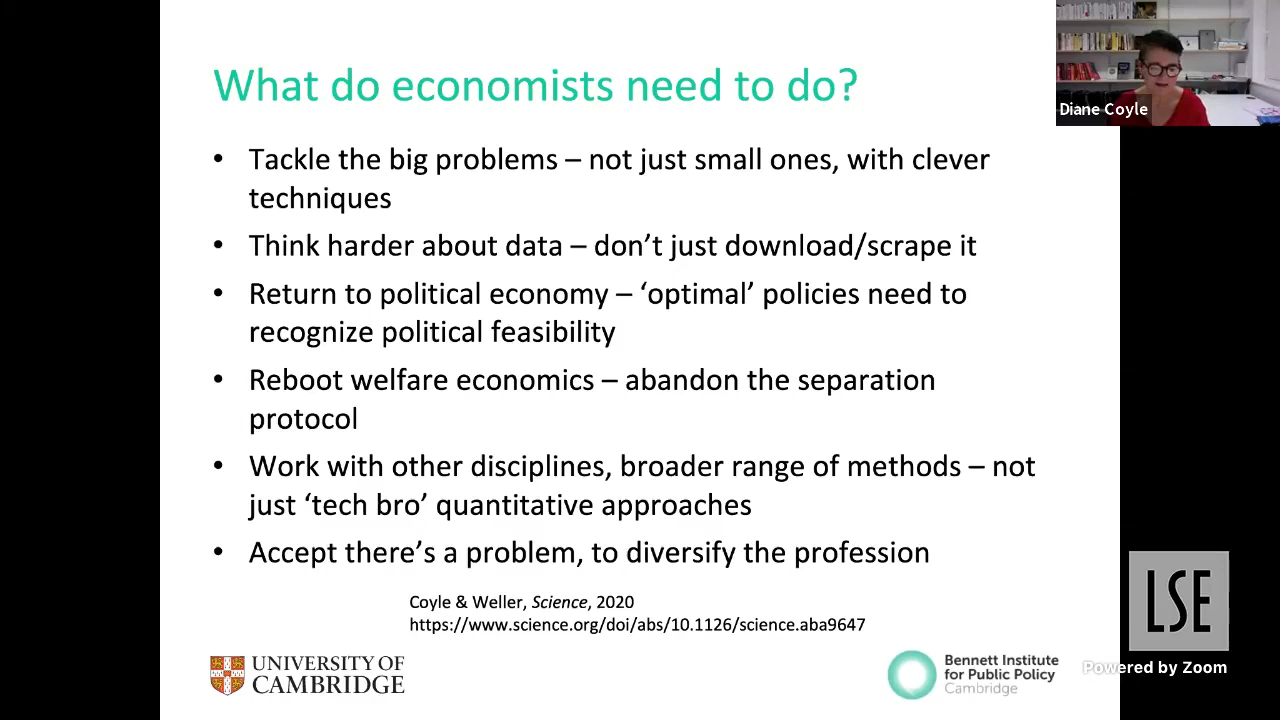 What do economists need to do?
Diane Coyle
• Tackle the big problems – not just small ones, with clever
techniques
• Think harder about data – don’t just download/scrape it
• Return to political economy – ‘optimal’ policies need to
recognize political feasibility
• Reboot welfare economics – abandon the separation
protocol
• Work with other disciplines, broader range of methods – not
just ‘tech bro’ quantitative approaches
• Accept there’s a problem, to diversify the profession
Coyle & Weller, Science, 2020
https://www.science.org/doi/abs/10.1126/science.aba9647
LSE
UNIVERSITY OF
CAMBRIDGE
Bennett Institute
for Public Policy
Cambridge
Powered by Zoom